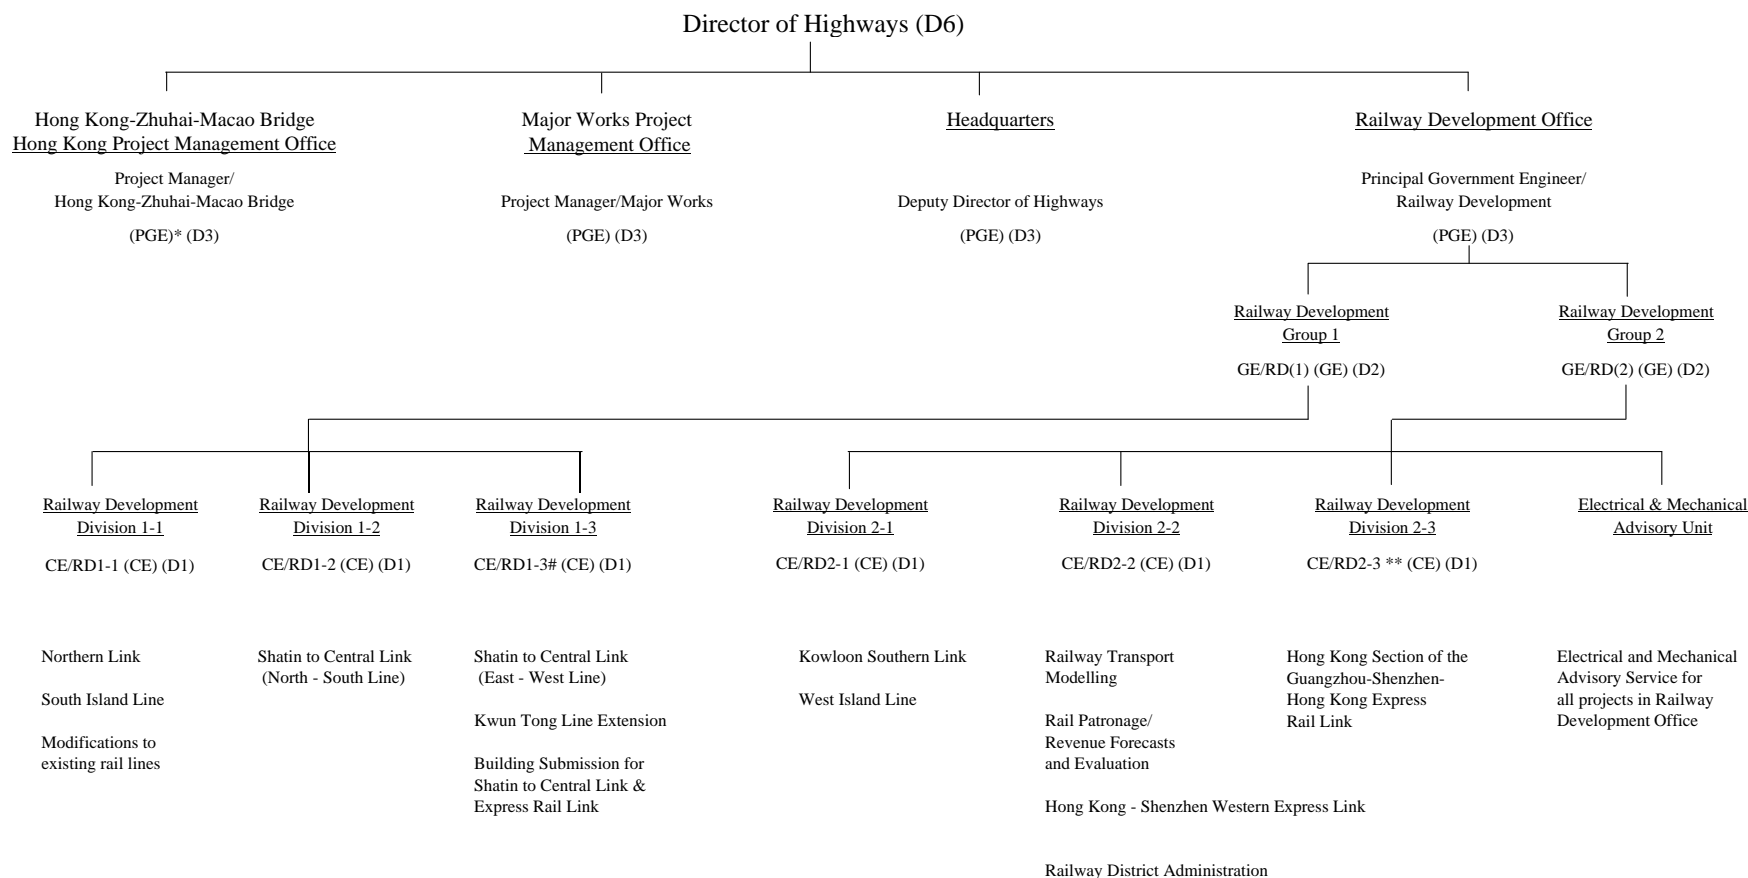 Director of Highways (D6)
Hong Kong-Zhuhai-Macao Bridge
Hong Kong Project Management Office
Project Manager/
Hong Kong-Zhuhai-Macao Bridge
(PGE)* (D3)
Major Works Project
Management Office
Project Manager/Major Works
(PGE) (D3)
Headquarters
Deputy Director of Highways
(PGE) (D3)
Railway Development Office
Principal Government Engineer/
Railway Development
(PGE) (D3)
Railway Development
Group 1
GE/RD(1) (GE) (D2)
Railway Development
Group 2
GE/RD(2) (GE) (D2)
Railway Development
Division 1-1
CE/RD1-1 (CE) (D1)
Northern Link
South Island Line
Modifications to
existing rail lines
Railway Development
Division 1-2
CE/RD1-2 (CE) (D1)
Shatin to Central Link
(North - South Line)
Railway Development
Division 1-3
CE/RD1-3# (CE) (D1)
Shatin to Central Link
(East - West Line)
Kwun Tong Line Extension
Building Submission for
Shatin to Central Link &
Express Rail Link
Railway Development
Division 2-1
CE/RD2-1 (CE) (D1)
Kowloon Southern Link
West Island Line
Railway Development
Division 2-2
CE/RD2-2 (CE) (D1)
Railway Transport
Modelling
Rail Patronage/
Revenue Forecasts
and Evaluation
Hong Kong - Shenzhen Western Express Link
Railway District Administration
Railway Development
Division 2-3
CE/RD2-3 ** (CE) (D1)
Hong Kong Section of the
Guangzhou-Shenzhen-
Hong Kong Express
Rail Link
Electrical & Mechanical
Advisory Unit
Electrical and Mechanical
Advisory Service for
all projects in Railway
Development Office